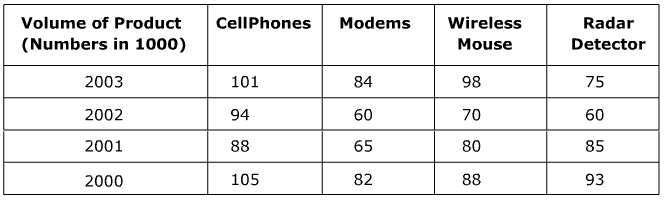 Volume of Product (Numbers in 1000) CellPhones Modems Wireless Mouse Radar Detector
2003 101 84 98 75
2002 94 60 70 60
2001 88 65 80 85
2000 105 82 88 93